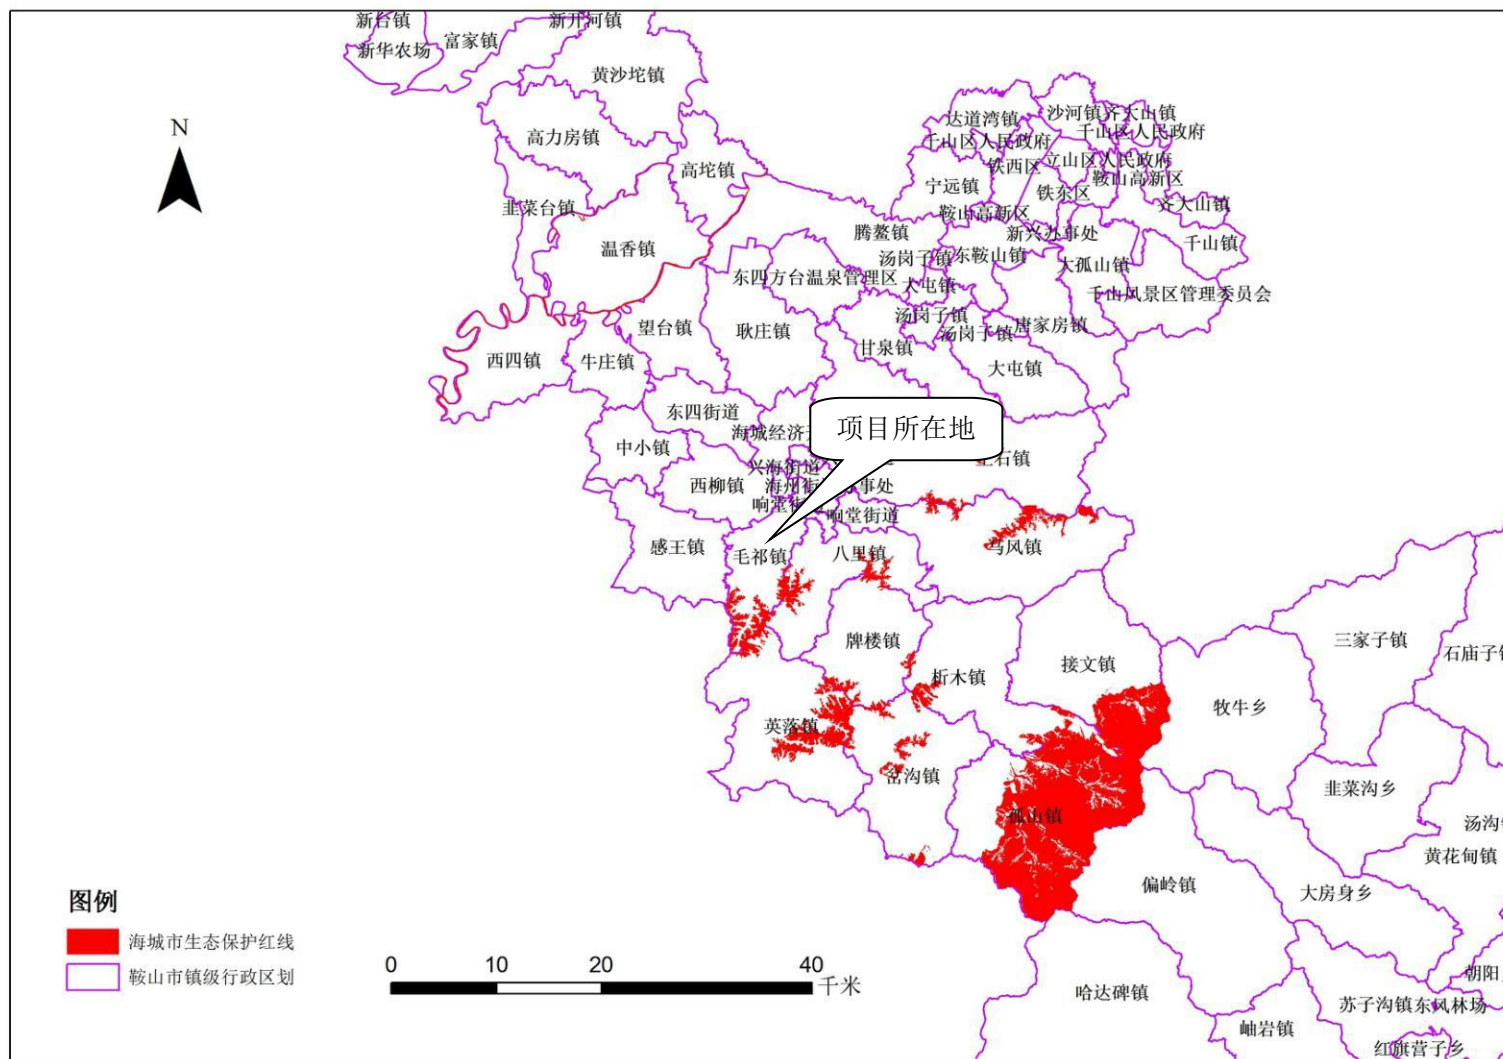 新台镇
新开河镇
新华农场
富家镇
黄沙坨镇
N
高力房镇
高坨镇
韭菜台镇
温香镇
达道湾镇
沙河镇
齐大山镇
千山区人民政府
千山区人民政府
铁西区
立山区人民政府
宁远镇
铁东区
鞍山高新区
鞍山高新区
齐大山镇
腾鳌镇
新兴办事处
千山镇
汤岗子镇
东鞍山镇
大孤山镇
东四方台温泉管理区
大屯镇
千山风景区管理委员会
望台镇
耿庄镇
汤岗子镇
汤岗子镇
唐家房镇
甘泉镇
西四镇
牛庄镇
大屯镇
东四街道
项目所在地
海城经济
中小镇
石镇
兴海街道
西柳镇
海州街
事处
响堂
响堂街道
感王镇
毛祁镇
八里镇
马风镇
牌楼镇
析木镇
接文镇
三家子镇
石庙子
牧牛乡
英落镇
岔沟镇
孤山镇
韭菜沟乡
汤沟
黄花甸镇
偏岭镇
大房身乡
图例
海城市生态保护红线
鞍山市镇级行政区划
0 10 20 40
千米
哈达碑镇
朝阳
苏子沟镇
东风林场
岫岩镇
红旗营子乡